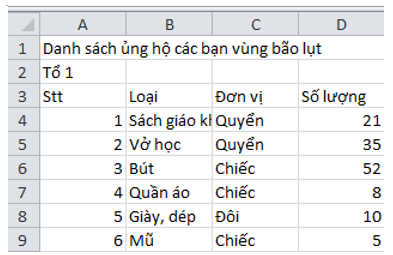 A B C D
1 Danh sách ủng hộ các bạn vùng bão lụt
2 Tổ 1
3 Stt Loại Đơn vị Số lượng
4 1 Sách giáo kh Quyển 21
5 2 Vở học Quyển 35
6 3 Bút Chiếc 52
7 4 Quần áo Chiếc 8
8 5 Giày, dép Đôi 10
9 6 Mũ Chiếc 5